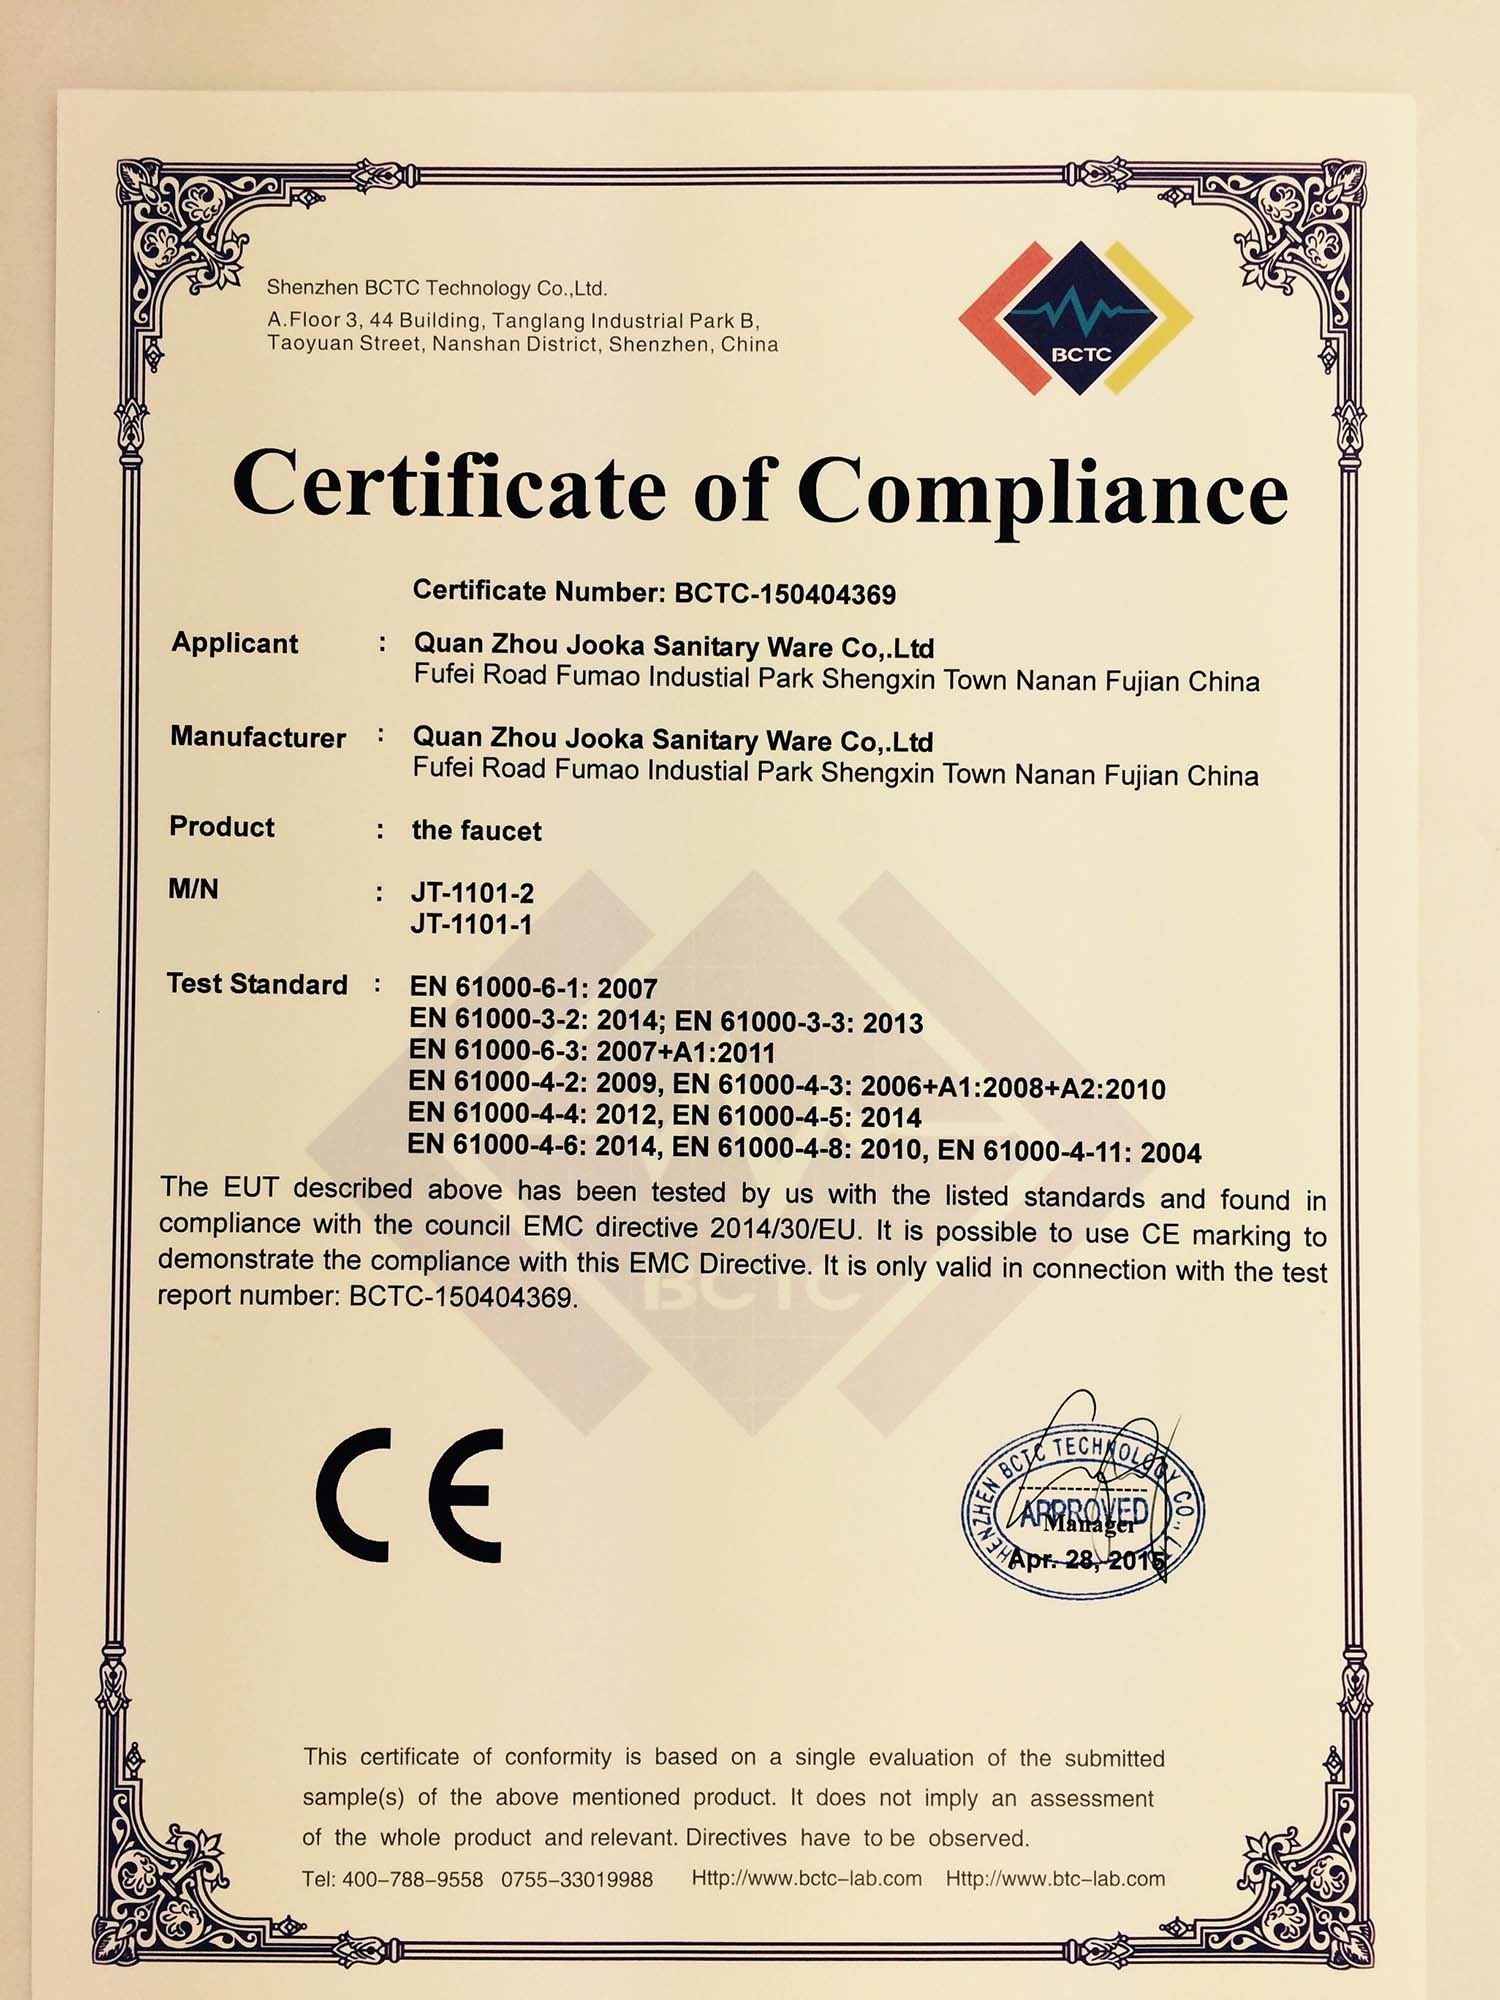 Shenzhen BCTC Technology Co.,Ltd.
A.Floor 3, 44 Building, Tanglang Industrial Park B,
Taoyuan Street, Nanshan District, Shenzhen, China
BCTC
Certificate of Compliance
Certificate Number: BCTC-150404369
Applicant : Quan Zhou Jooka Sanitary Ware Co,.Ltd
Fufei Road Fumao Industial Park Shengxin Town Nanan Fujian China
Manufacturer : Quan Zhou Jooka Sanitary Ware Co,.Ltd
Fufei Road Fumao Industial Park Shengxin Town Nanan Fujian China
Product : the faucet
M/N : JT-1101-2
JT-1101-1
Test Standard : EN 61000-6-1: 2007
EN 61000-3-2: 2014; EN 61000-3-3: 2013
EN 61000-6-3: 2007+A1:2011
EN 61000-4-2: 2009, EN 61000-4-3: 2006+A1:2008+A2:2010
EN 61000-4-4: 2012, EN 61000-4-5: 2014
EN 61000-4-6: 2014, EN 61000-4-8: 2010, EN 61000-4-11: 2004
The EUT described above has been tested by us with the listed standards and found in
compliance with the council EMC directive 2014/30/EU. It is possible to use CE marking to
demonstrate the compliance with this EMC Directive. It is only valid in connection with the test
report number: BCTC-150404369.
BCTC
CE
SHENZHEN BCTC TECHNOLOGY CO.,
APPROVED
Manager
Apr. 28, 2015
This certificate of conformity is based on a single evaluation of the submitted
sample(s) of the above mentioned product. It does not imply an assessment
of the whole product and relevant. Directives have to be observed.
Tel: 400-788-9558 0755-33019988 Http://www.bctc-lab.com Http://www.btc-lab.com